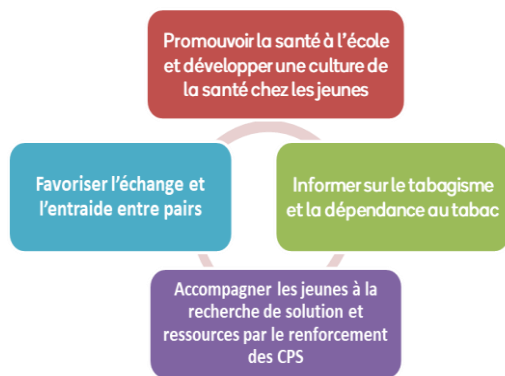 Promouvoir la santé à l'école
et développer une culture de
la santé chez les jeunes
Favoriser l'échange et
l'entraide entre pairs
Informer sur le tabagisme
et la dépendance au tabac
Accompagner les jeunes à la
recherche de solution et
ressources par le renforcement
des CPS